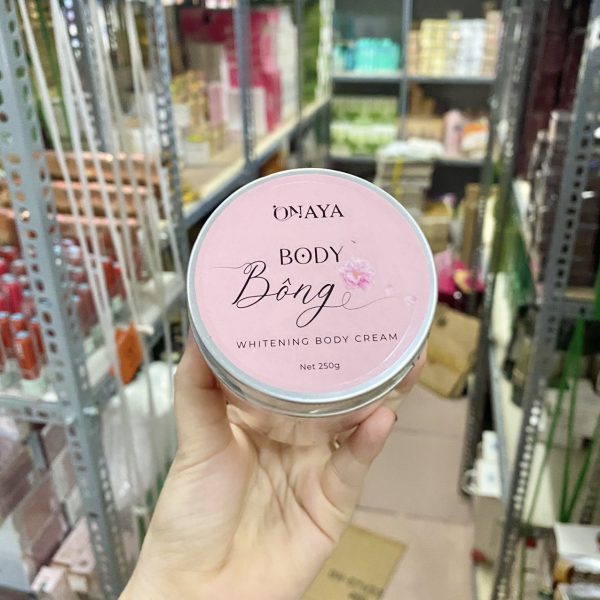 ONAYA
BODY
Bông
WHITENING BODY CREAM
Net 250g